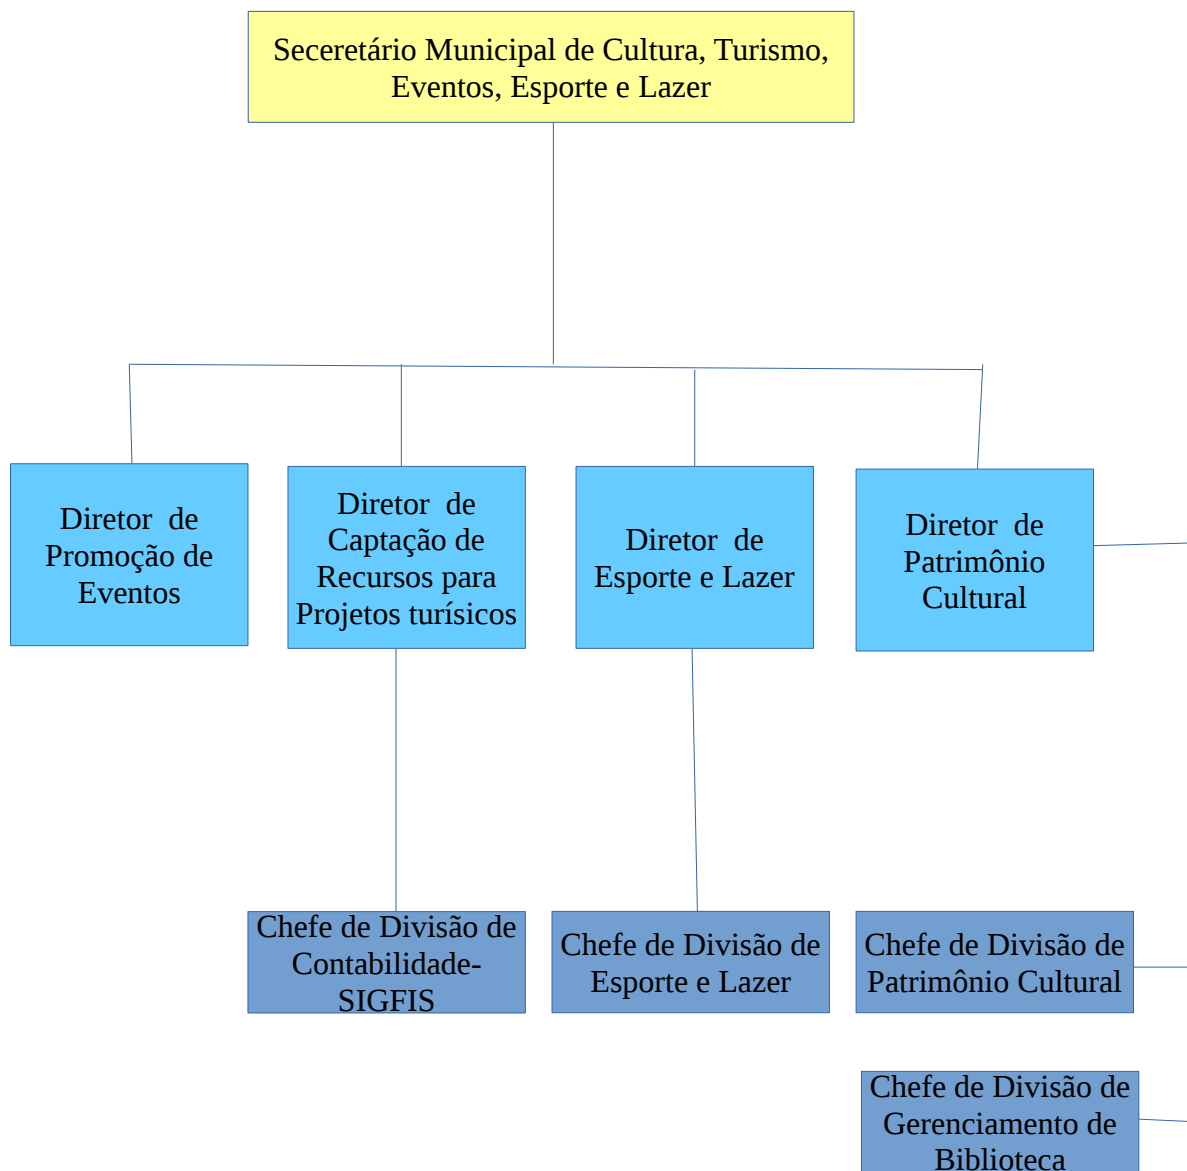 Seceretário Municipal de Cultura, Turismo,
Eventos, Esporte e Lazer
Diretor de
Promoção de
Eventos
Diretor de
Captação de
Recursos para
Projetos turísicos
Diretor de
Esporte e Lazer
Diretor de
Patrimônio
Cultural
Chefe de Divisão de
Contabilidade-
SIGFIS
Chefe de Divisão de
Esporte e Lazer
Chefe de Divisão de
Patrimônio Cultural
Chefe de Divisão de
Gerenciamento de
Biblioteca